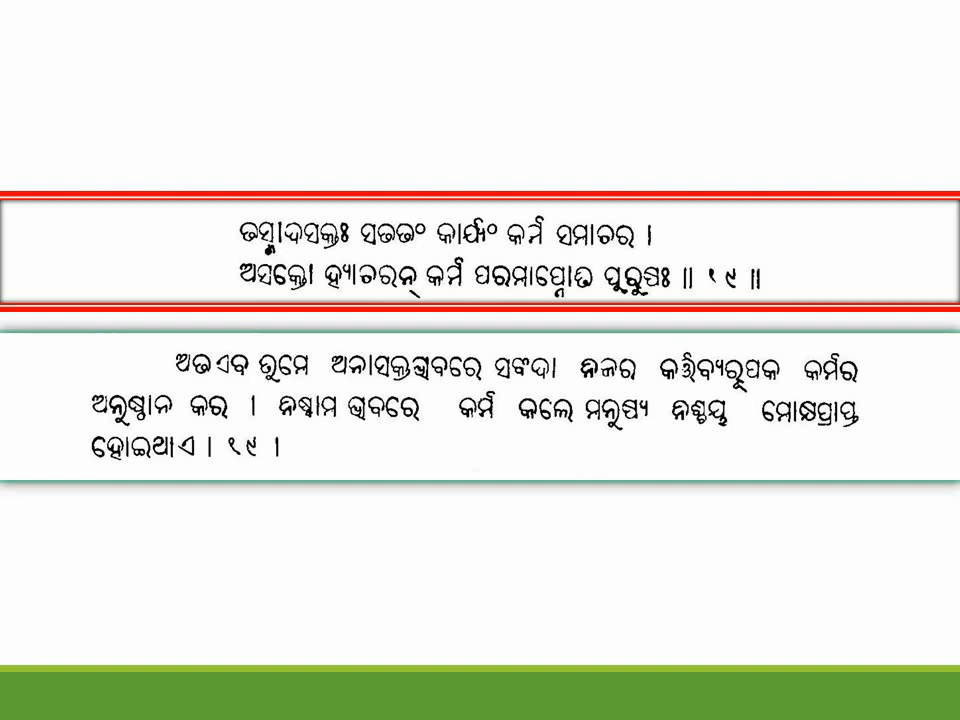 ତସ୍ମାଦସକ୍ତଃ ସତତଂ କାର୍ଯ୍ୟଂ କର୍ମ ସମାଚର ।
ଅସକ୍ତୋ ହ୍ୟାଚରନ୍ କର୍ମ ପରମାପ୍ନୋତି ପୁରୁଷଃ ॥ ୧୯ ॥
ଅତଏବ ତୁମେ ଅନାସକ୍ତଭାବରେ ସର୍ବଦା ନିଜର କର୍ତ୍ତବ୍ୟରୂପକ କର୍ମର
ଅନୁଷ୍ଠାନ କର । ନିଷ୍କାମ ଭାବରେ କର୍ମ କଲେ ମନୁଷ୍ୟ ନିଶ୍ଚୟ ମୋକ୍ଷପ୍ରାପ୍ତ
ହୋଇଥାଏ । ୧୯ ।